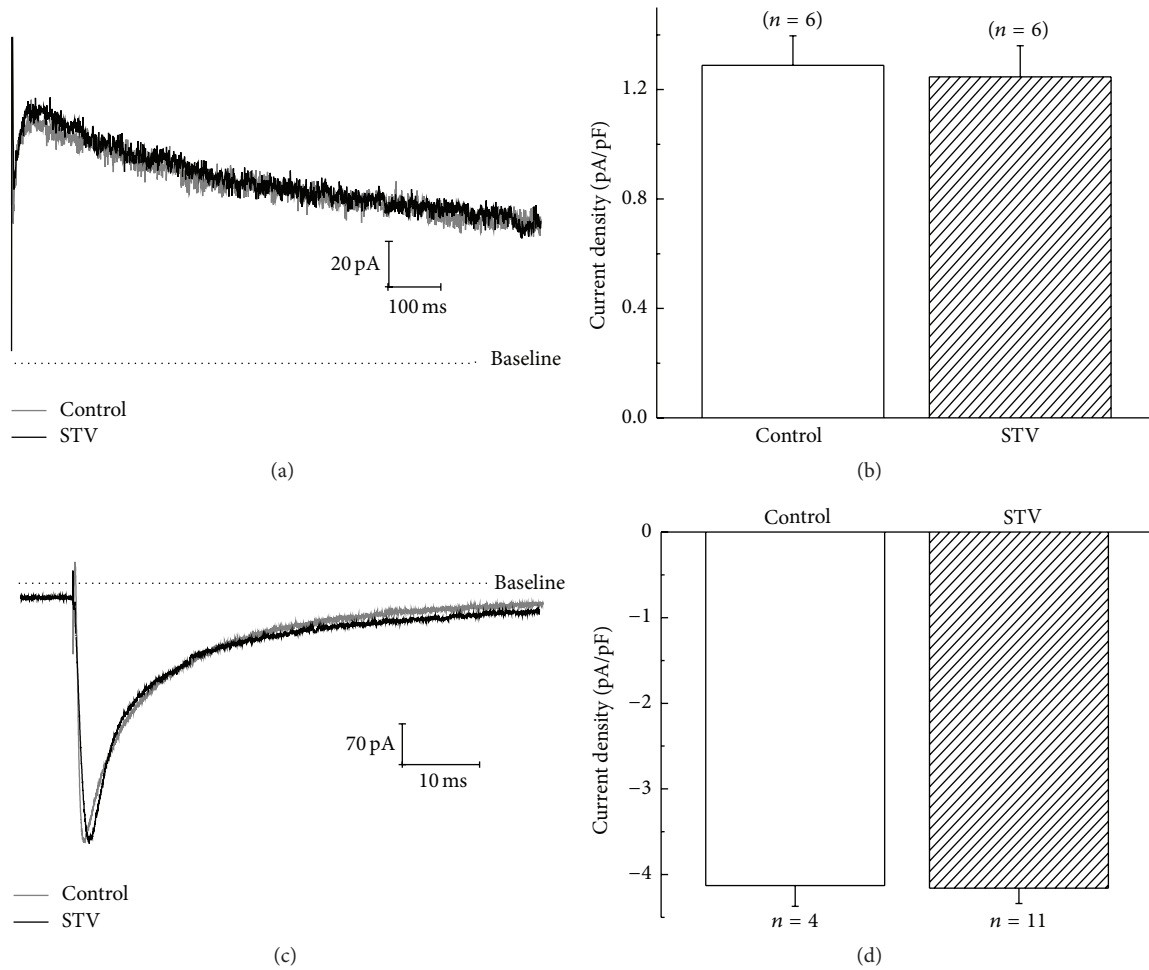 20 pA
100 ms
Baseline
Control
STV
(a)
(n = 6)
(n = 6)
Current density (pA/pF)
1.2
0.8
0.4
0.0
Control
STV
(b)
Baseline
70 pA
10 ms
Control
STV
(c)
Control
STV
Current density (pA/pF)
0
−1
−2
−3
−4
n = 4
n = 11
(d)